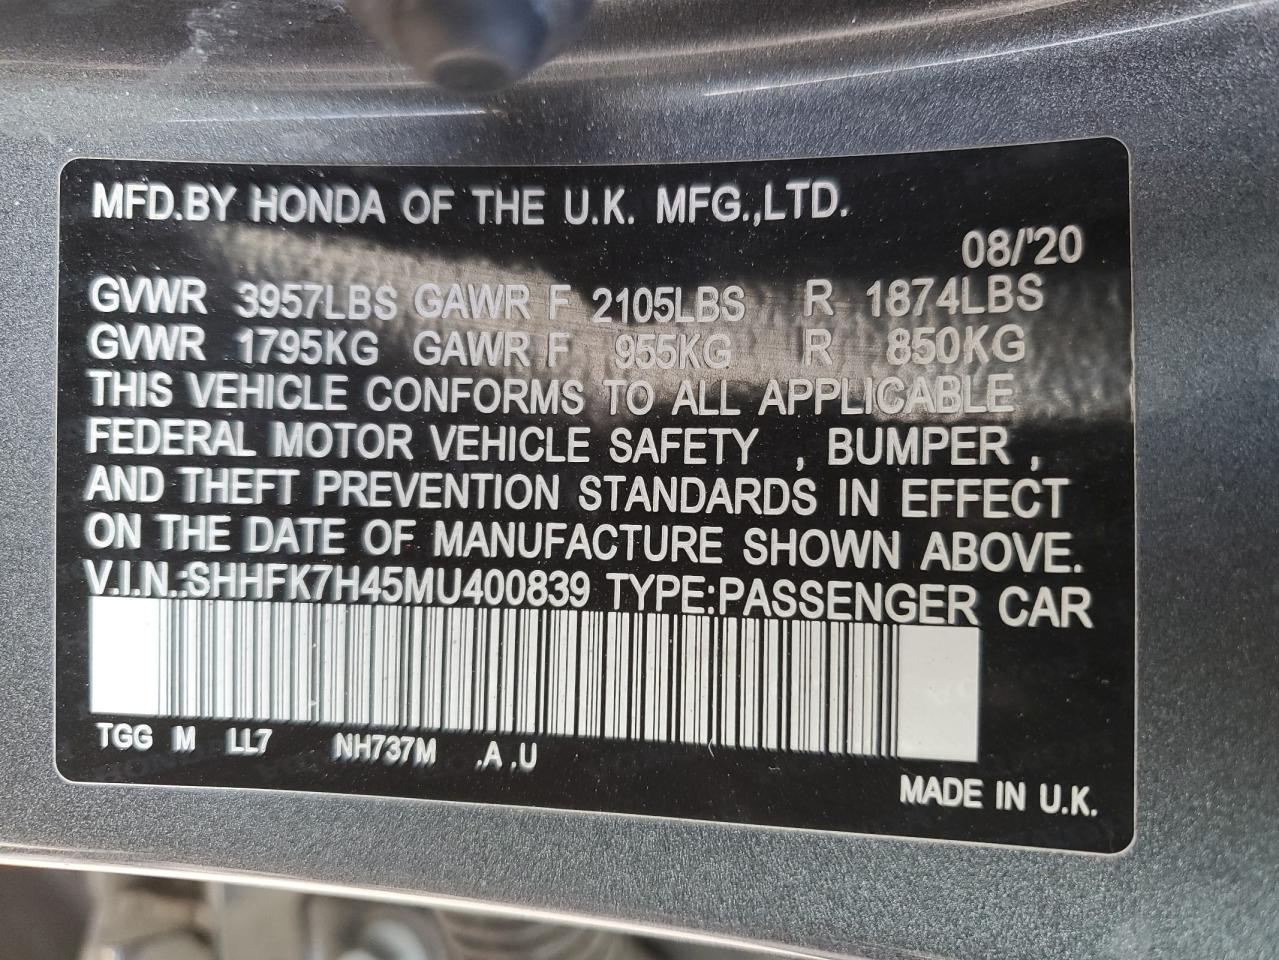 MFD.BY HONDA OF THE U.K. MFG.,LTD.
08/'20
GVWR 3957LBS GAWR F 2105LBS R 1874LBS
GVWR 1795KG GAWR F 955KG R 850KG
THIS VEHICLE CONFORMS TO ALL APPLICABLE
FEDERAL MOTOR VEHICLE SAFETY , BUMPER ,
AND THEFT PREVENTION STANDARDS IN EFFECT
ON THE DATE OF MANUFACTURE SHOWN ABOVE.
V.I.N.:SHHFK7H45MU400839 TYPE:PASSENGER CAR
TGG M LL7 NH737M .A .U
MADE IN U.K.